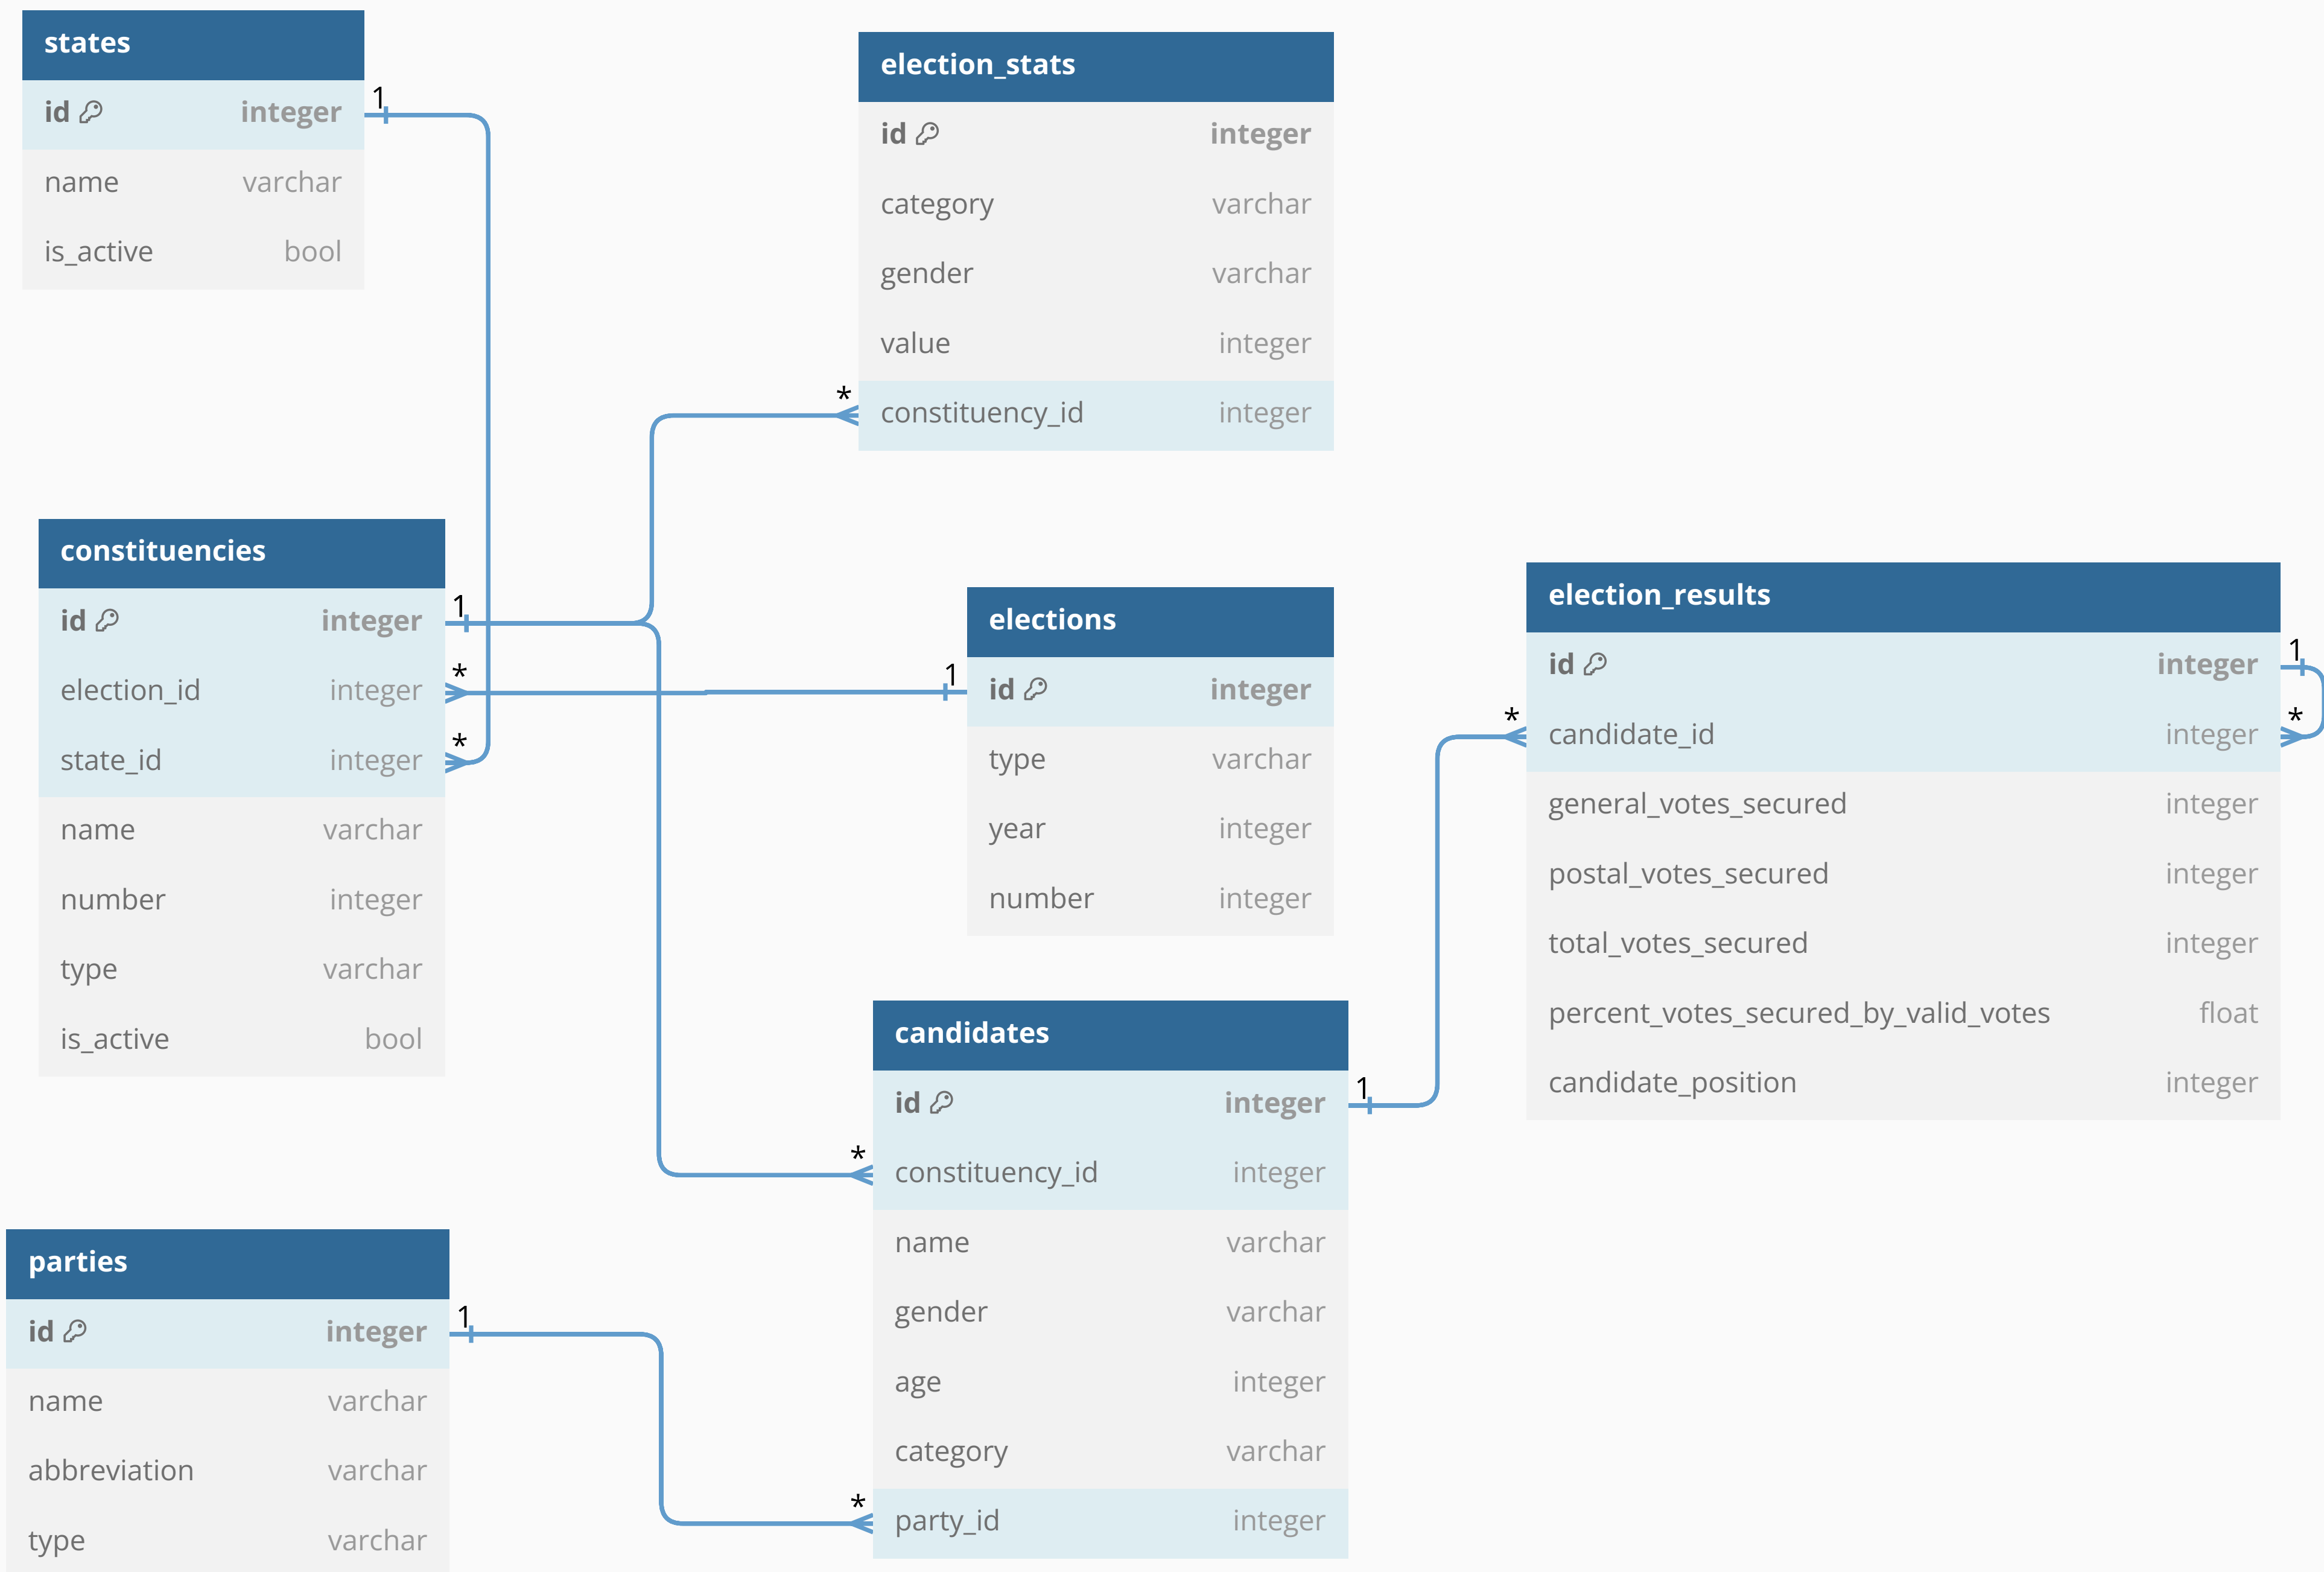 states
id integer
name varchar
is_active bool
1
election_stats
id integer
category varchar
gender varchar
value integer
constituency_id integer
*
constituencies
id integer
election_id integer
state_id integer
name varchar
number integer
type varchar
is_active bool
1
*
*
elections
id integer
type varchar
year integer
number integer
1
election_results
id integer
candidate_id integer
general_votes_secured integer
postal_votes_secured integer
total_votes_secured integer
percent_votes_secured_by_valid_votes float
candidate_position integer
1
*
*
candidates
id integer
constituency_id integer
name varchar
gender varchar
age integer
category varchar
party_id integer
1
*
*
parties
id integer
name varchar
abbreviation varchar
type varchar
1